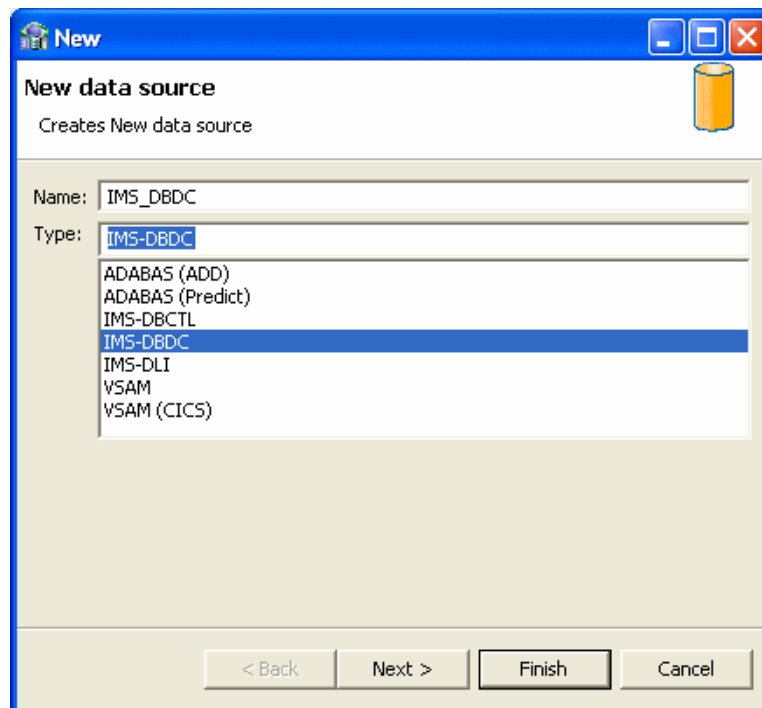 New
New data source
Creates New data source
Name: IMS_DBDC
Type: IMS-DBDC
ADABAS (ADD)
ADABAS (Predict)
IMS-DBCTL
IMS-DBDC
IMS-DLI
VSAM
VSAM (CICS)
< Back Next > Finish Cancel